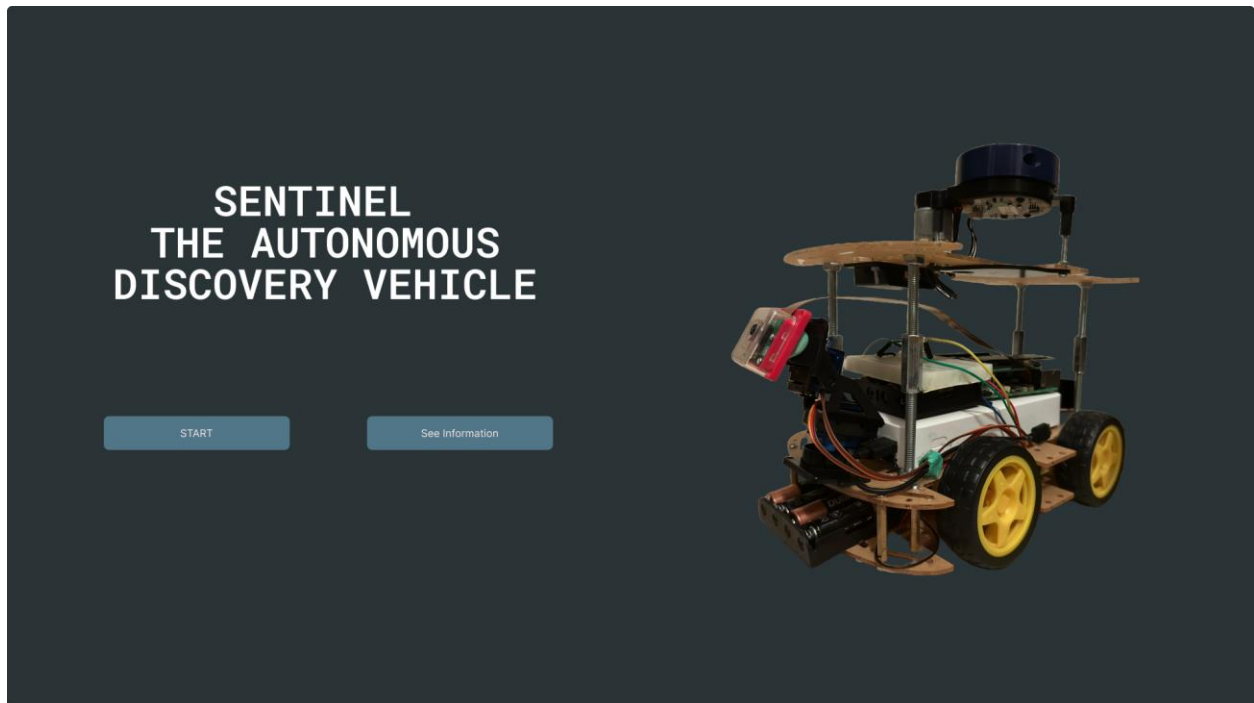 SENTINEL
THE AUTONOMOUS
DISCOVERY VEHICLE
START
See Information